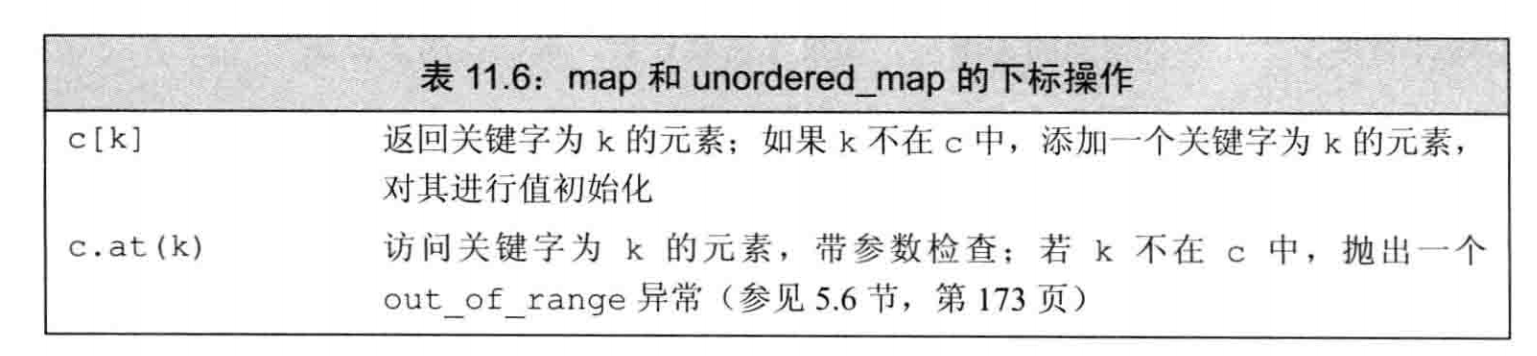 表 11.6：map 和 unordered_map 的下标操作
c[k] 返回关键字为 k 的元素；如果 k 不在 c 中，添加一个关键字为 k 的元素，
对其进行值初始化
c.at(k) 访问关键字为 k 的元素，带参数检查；若 k 不在 c 中，抛出一个
out_of_range 异常（参见 5.6 节，第 173 页）